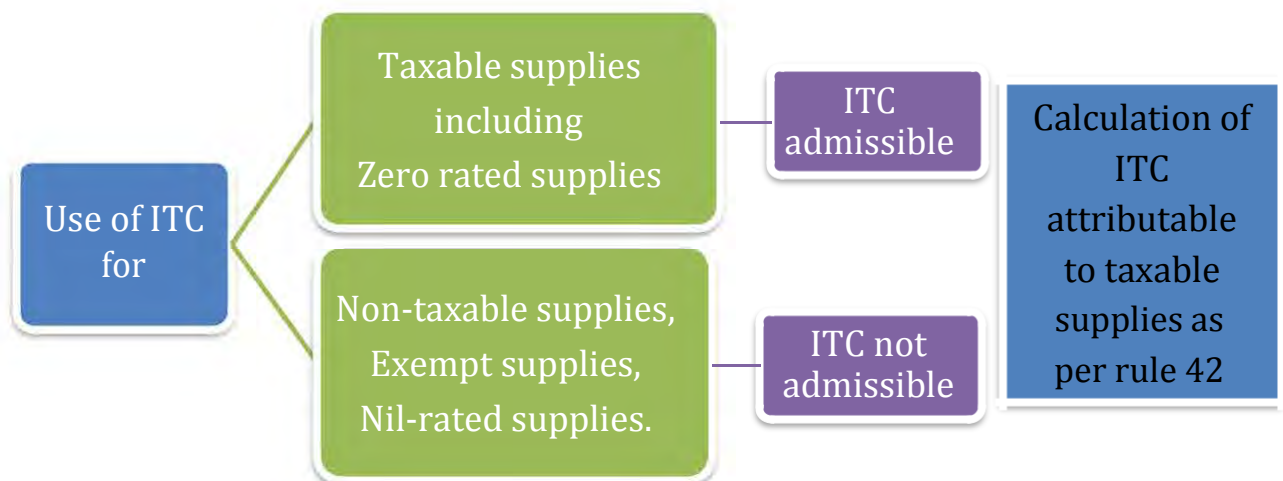 Use of ITC
for
Taxable supplies
including
Zero rated supplies
ITC
admissible
Non-taxable supplies,
Exempt supplies,
Nil-rated supplies.
ITC not
admissible
Calculation of
ITC
attributable
to taxable
supplies as
per rule 42